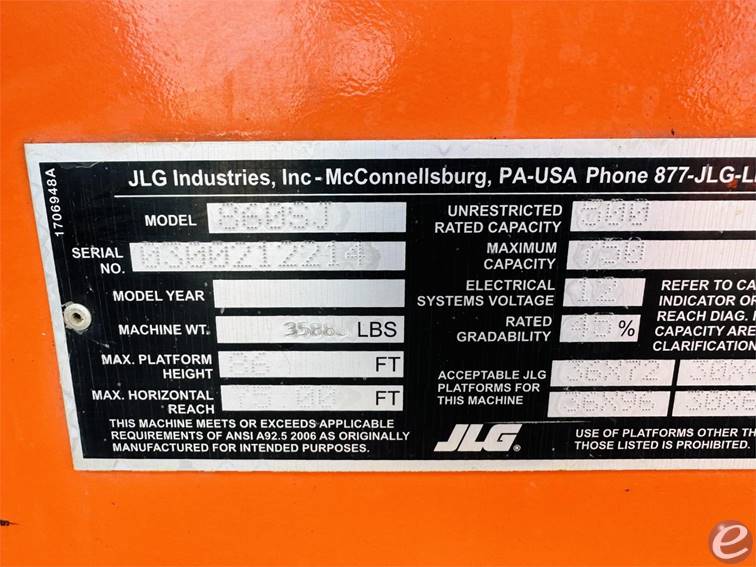 1706948A
JLG Industries, Inc - McConnellsburg, PA-USA Phone 877-JLG-L
MODEL 860SJ
SERIAL NO. 0300212214
MODEL YEAR
MACHINE WT. LBS
MAX. PLATFORM HEIGHT 86 FT
MAX. HORIZONTAL REACH 75 00 FT
THIS MACHINE MEETS OR EXCEEDS APPLICABLE
REQUIREMENTS OF ANSI A92.5 2006 AS ORIGINALLY
MANUFACTURED FOR INTENDED PURPOSES.
UNRESTRICTED
RATED CAPACITY
MAXIMUM
CAPACITY
ELECTRICAL
SYSTEMS VOLTAGE 12
RATED
GRADABILITY %
REFER TO CA
INDICATOR O
REACH DIAG.
CAPACITY ARE
CLARIFICATION
ACCEPTABLE JLG
PLATFORMS FOR
THIS MACHINE
36X72
JLG
USE OF PLATFORMS OTHER TH
THOSE LISTED IS PROHIBITED.
e